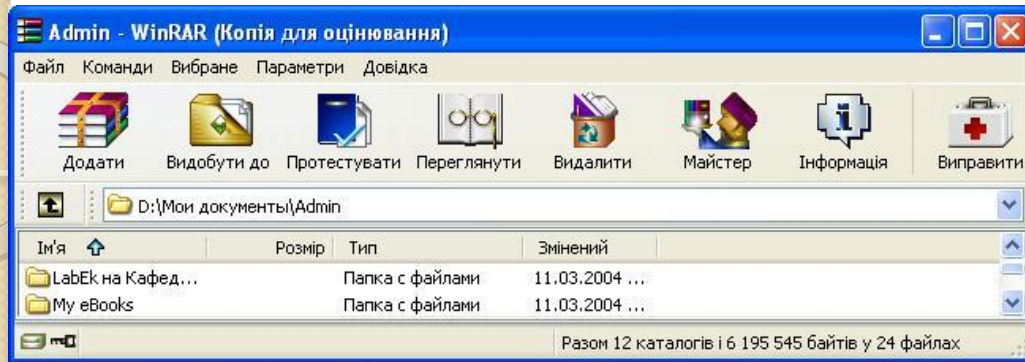 Admin - WinRAR (Копія для оцінювання)
Файл Команди Вибране Параметри Довідка
Додати Видобути до Протестувати Переглянути Видалити Майстер Інформація Виправити
D:\Мои документы\Admin
Ім'я Розмір Тип Змінений
LabEk на Кафед... Папка с файлами 11.03.2004 ...
My eBooks Папка с файлами 11.03.2004 ...
Разом 12 каталогів і 6 195 545 байтів у 24 файлах